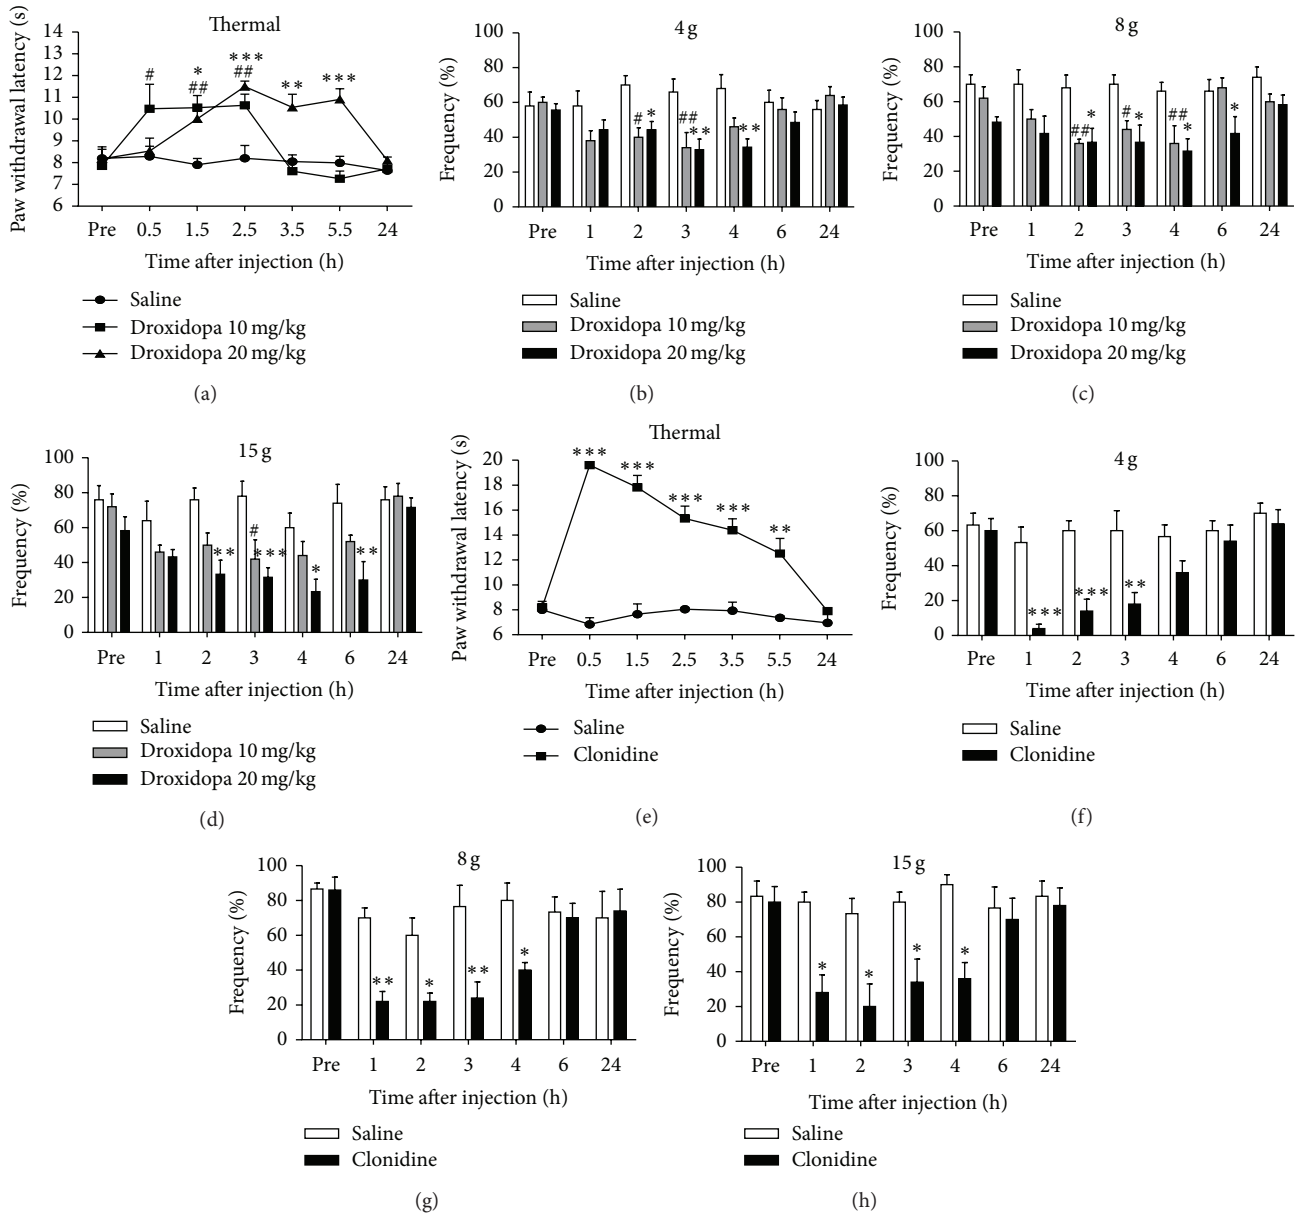 Thermal
Paw withdrawal latency (s)
14
13
12
11
10
9
8
7
6
#
*
##
***
##
**
***
Pre 0.5 1.5 2.5 3.5 5.5 24
Time after injection (h)
Saline
Droxidopa 10 mg/kg
Droxidopa 20 mg/kg
(a)
4 g
Frequency (%)
100
80
60
40
20
0
# *
##
**
**
Pre 1 2 3 4 6 24
Time after injection (h)
Saline
Droxidopa 10 mg/kg
Droxidopa 20 mg/kg
(b)
8 g
Frequency (%)
100
80
60
40
20
0
##
*
#
*
##
*
*
Pre 1 2 3 4 6 24
Time after injection (h)
Saline
Droxidopa 10 mg/kg
Droxidopa 20 mg/kg
(c)
15 g
Frequency (%)
100
80
60
40
20
0
**
#
***
*
**
Pre 1 2 3 4 6 24
Time after injection (h)
Saline
Droxidopa 10 mg/kg
Droxidopa 20 mg/kg
(d)
Thermal
Paw withdrawal latency (s)
20
18
16
14
12
10
8
6
***
***
***
***
**
Pre 0.5 1.5 2.5 3.5 5.5 24
Time after injection (h)
Saline
Clonidine
(e)
4 g
Frequency (%)
100
80
60
40
20
0
***
***
**
Pre 1 2 3 4 6 24
Time after injection (h)
Saline
Clonidine
(f)
8 g
Frequency (%)
100
80
60
40
20
0
**
*
**
*
Pre 1 2 3 4 6 24
Time after injection (h)
Saline
Clonidine
(g)
15 g
Frequency (%)
100
80
60
40
20
0
*
*
*
*
Pre 1 2 3 4 6 24
Time after injection (h)
Saline
Clonidine
(h)